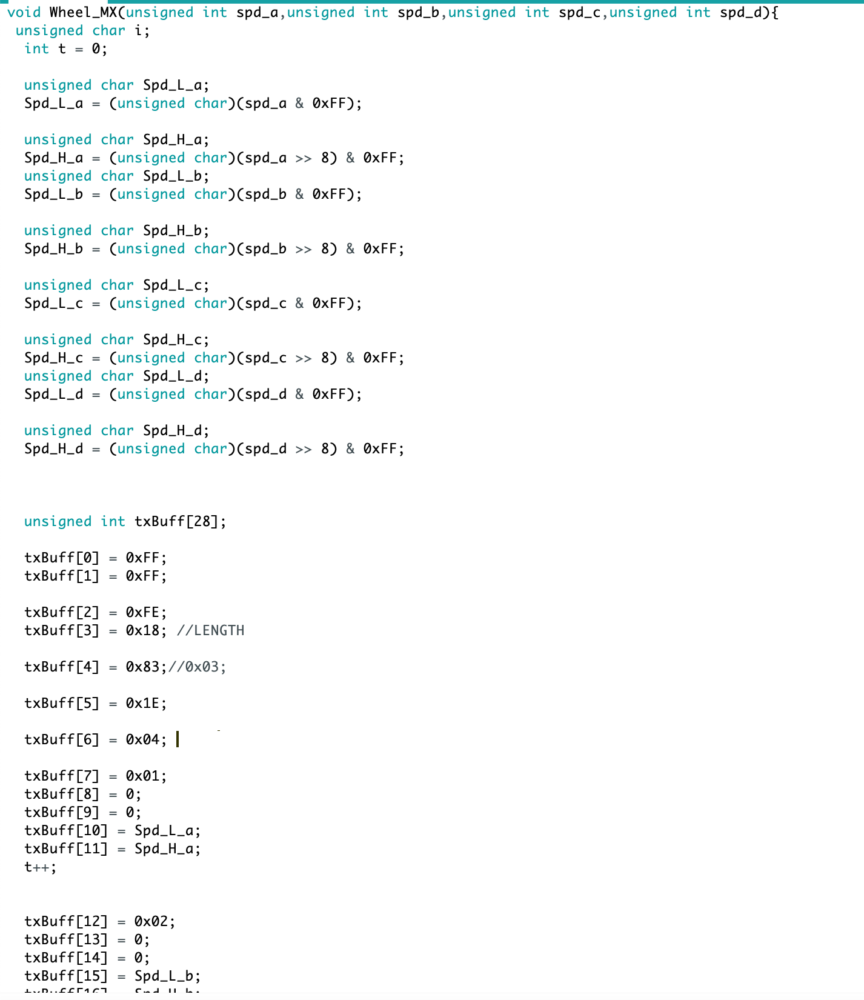 void Wheel_MX(unsigned int spd_a,unsigned int spd_b,unsigned int spd_c,unsigned int spd_d){
unsigned char i;
int t = 0;
unsigned char Spd_L_a;
Spd_L_a = (unsigned char)(spd_a & 0xFF);
unsigned char Spd_H_a;
Spd_H_a = (unsigned char)(spd_a >> 8) & 0xFF;
unsigned char Spd_L_b;
Spd_L_b = (unsigned char)(spd_b & 0xFF);
unsigned char Spd_H_b;
Spd_H_b = (unsigned char)(spd_b >> 8) & 0xFF;
unsigned char Spd_L_c;
Spd_L_c = (unsigned char)(spd_c & 0xFF);
unsigned char Spd_H_c;
Spd_H_c = (unsigned char)(spd_c >> 8) & 0xFF;
unsigned char Spd_L_d;
Spd_L_d = (unsigned char)(spd_d & 0xFF);
unsigned char Spd_H_d;
Spd_H_d = (unsigned char)(spd_d >> 8) & 0xFF;
unsigned int txBuff[28];
txBuff[0] = 0xFF;
txBuff[1] = 0xFF;
txBuff[2] = 0xFE;
txBuff[3] = 0x18; //LENGTH
txBuff[4] = 0x83;//0x03;
txBuff[5] = 0x1E;
txBuff[6] = 0x04;
txBuff[7] = 0x01;
txBuff[8] = 0;
txBuff[9] = 0;
txBuff[10] = Spd_L_a;
txBuff[11] = Spd_H_a;
t++;
txBuff[12] = 0x02;
txBuff[13] = 0;
txBuff[14] = 0;
txBuff[15] = Spd_L_b;